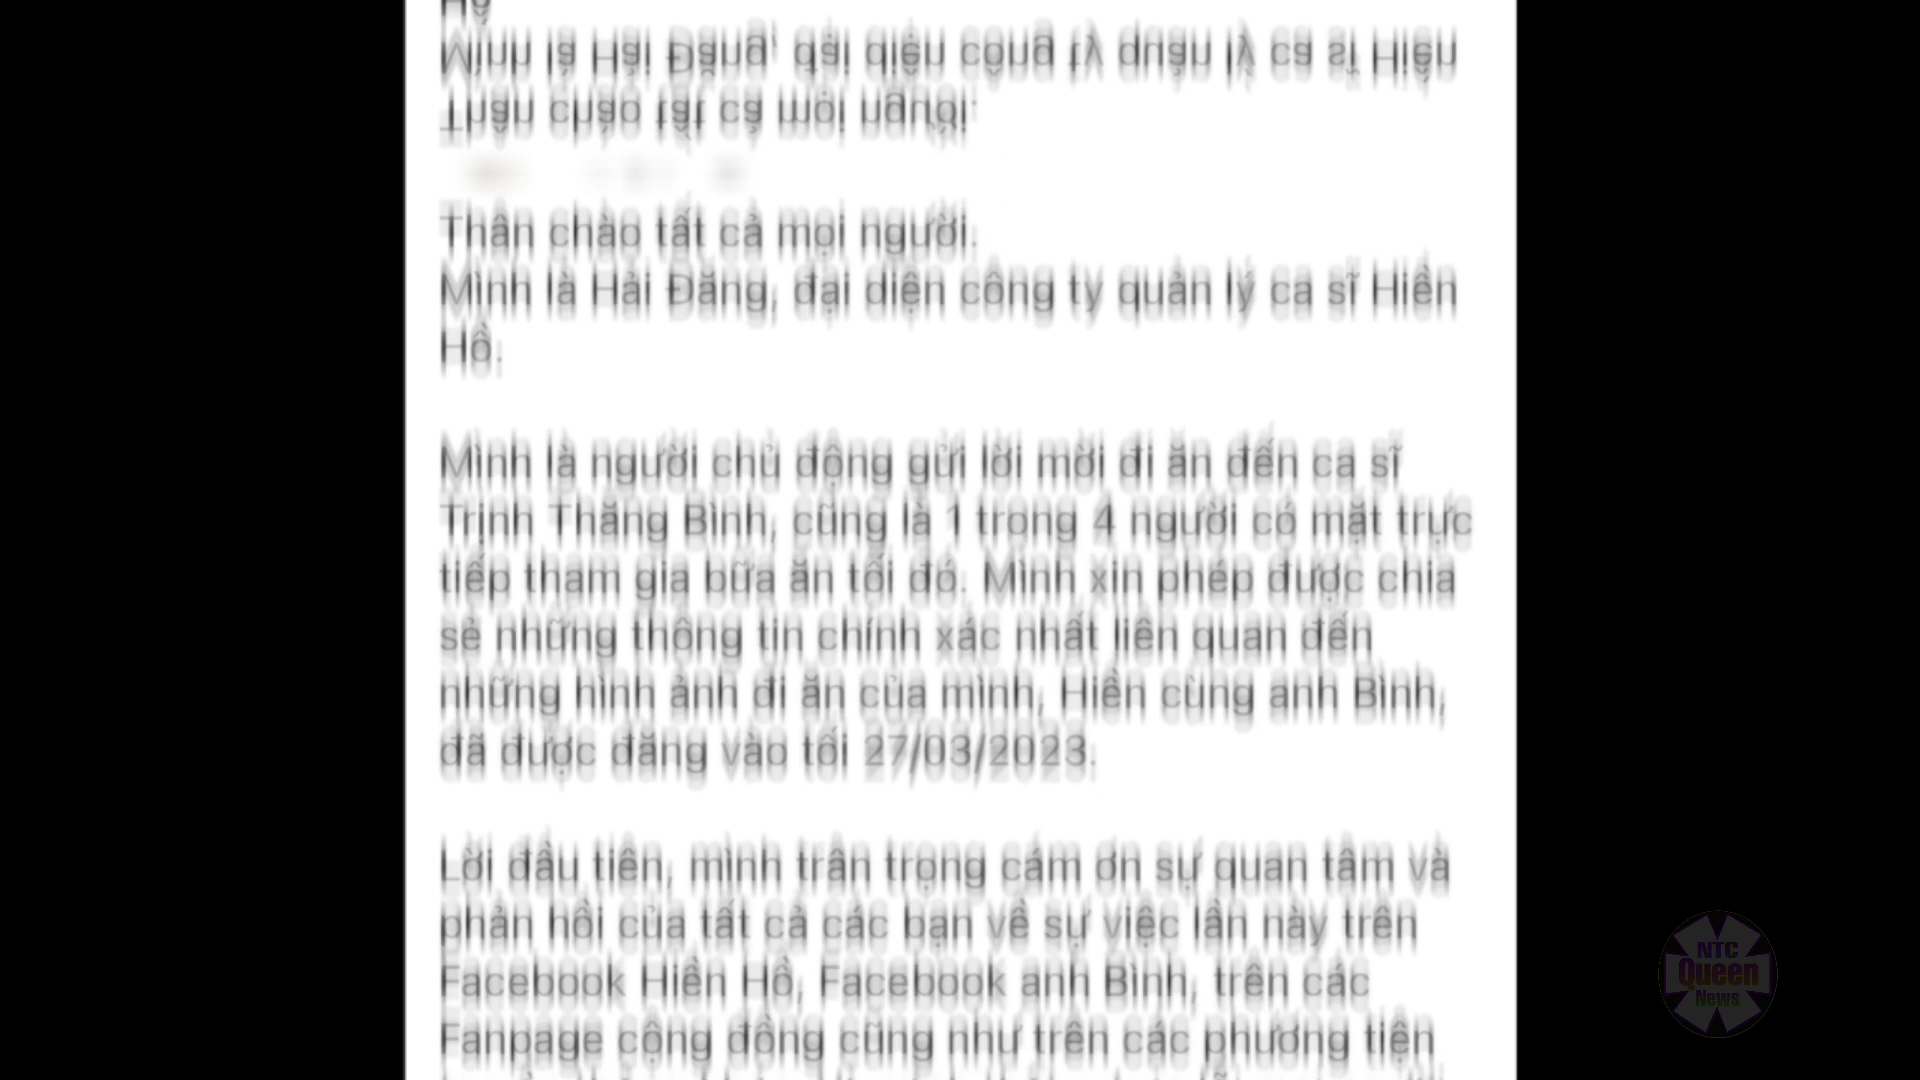 Thân chào tất cả mọi người.
Mình là Hải Đăng, đại diện công ty quản lý ca sĩ Hiền
Hồ.
Mình là người chủ động gửi lời mời đi ăn đến ca sĩ
Trịnh Thăng Bình, cũng là 1 trong 4 người có mặt trực
tiếp tham gia bữa ăn tối đó. Mình xin phép được chia
sẻ những thông tin chính xác nhất liên quan đến
những hình ảnh đi ăn của mình, Hiền cùng anh Bình,
đã được đăng vào tối 27/03/2023.
Lời đầu tiên, mình trân trọng cám ơn sự quan tâm và
phản hồi của tất cả các bạn về sự việc lần này trên
Facebook Hiền Hồ, Facebook anh Bình, trên các
Fanpage cộng đồng cũng như trên các phương tiện
NTC
Queen
News